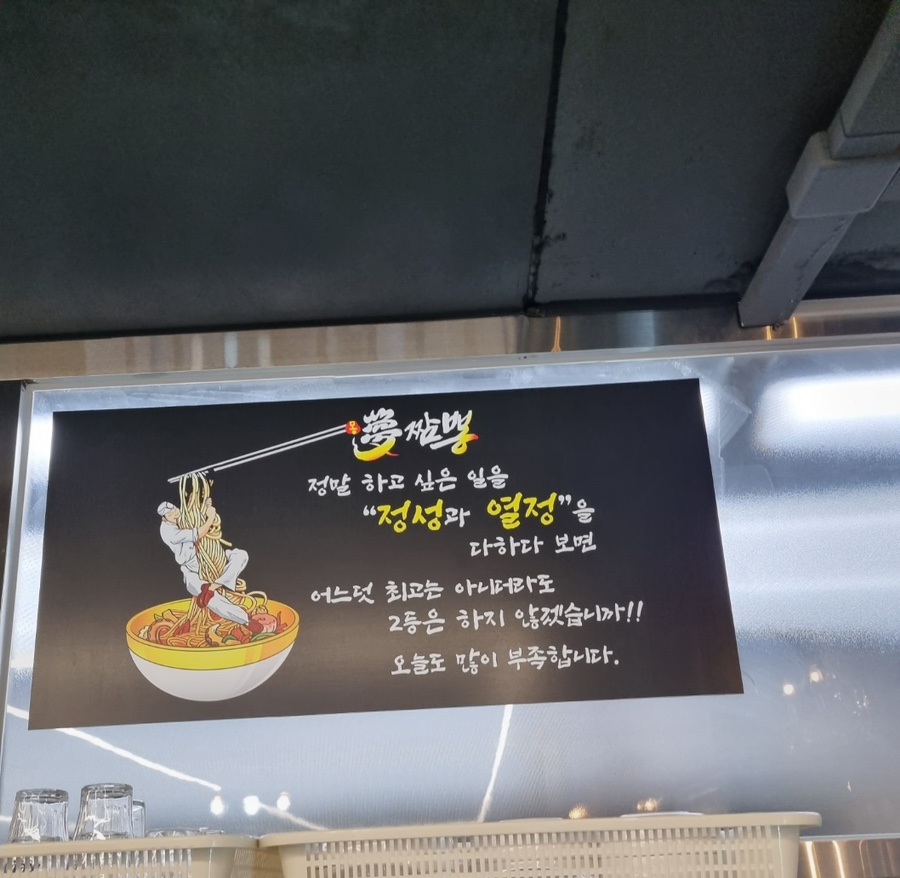 몽 夢짬뽕
정말 하고 싶은 일을
“정성과 열정”을
다하다 보면
어느덧 최고는 아니더라도
2등은 하지 않겠습니까!!
오늘도 많이 부족합니다.